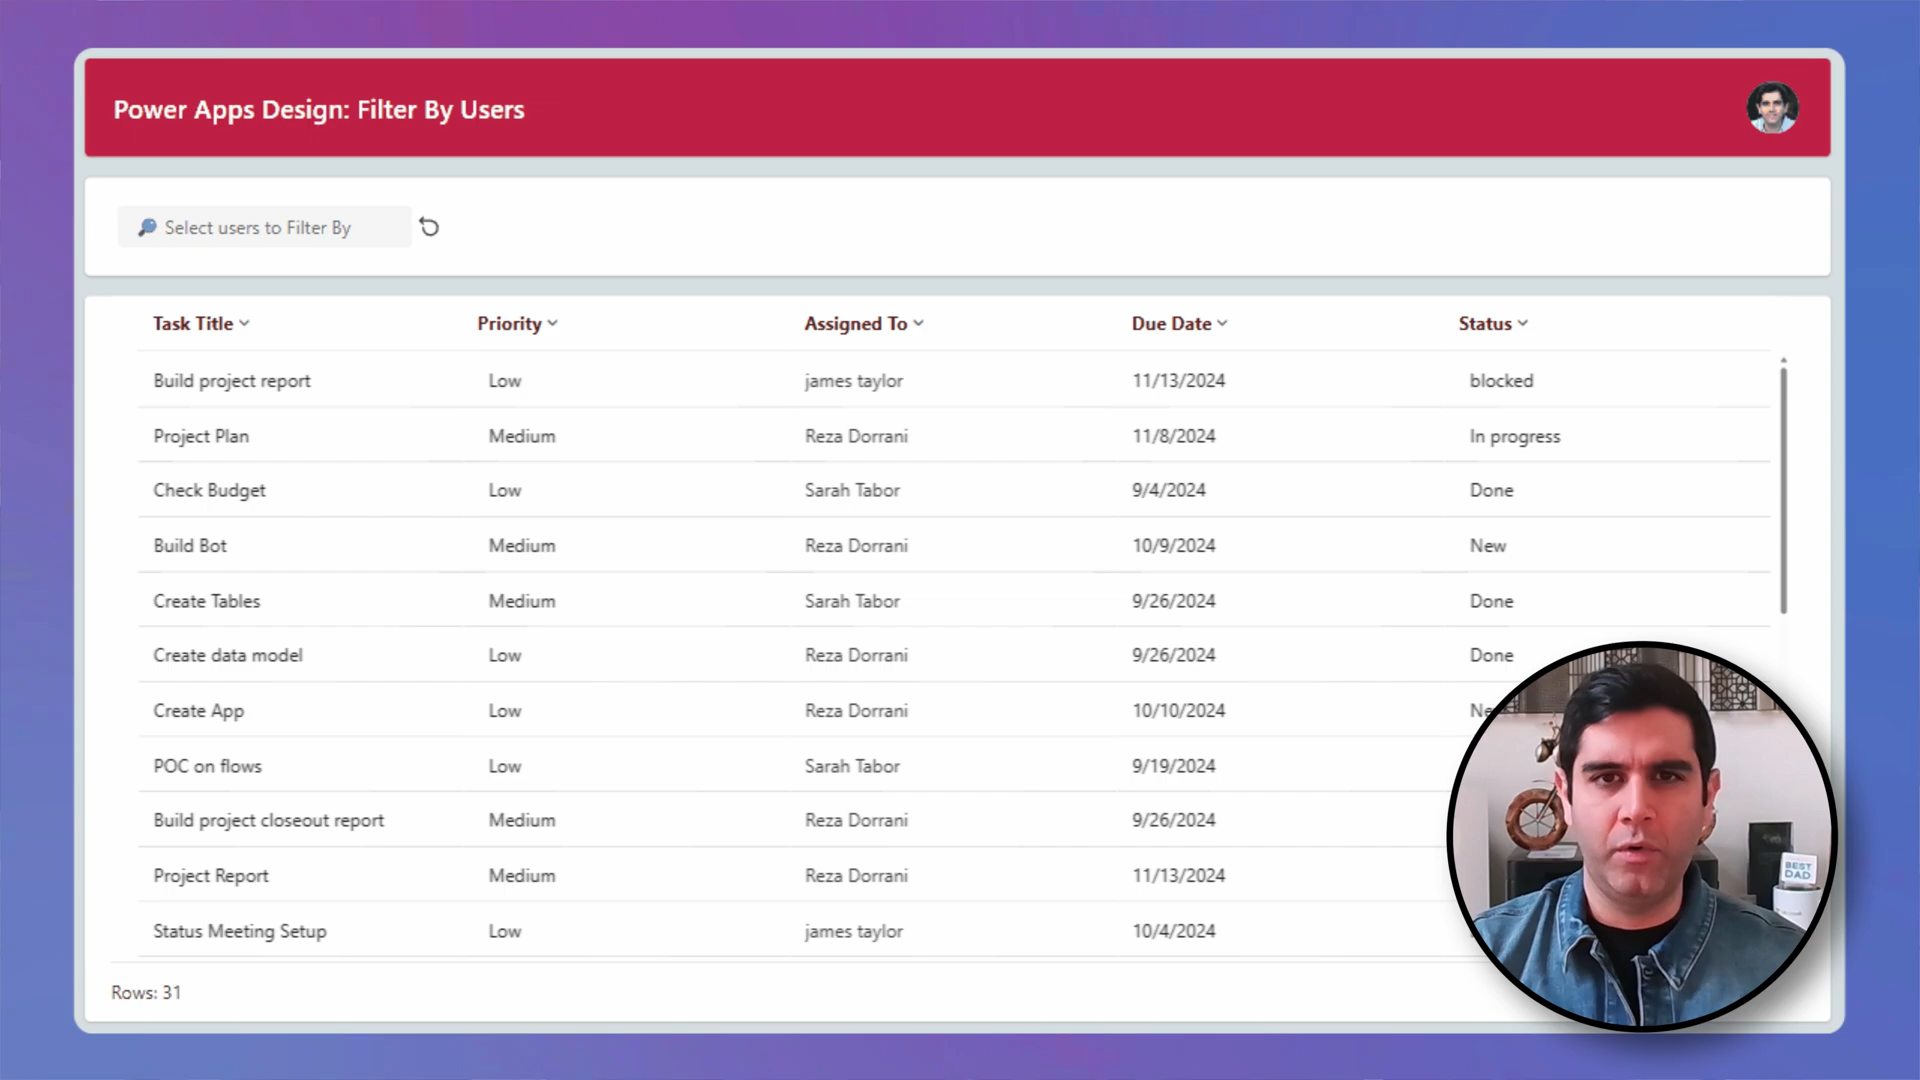 Power Apps Design: Filter By Users
Select users to Filter By
Task Title Priority Assigned To Due Date Status
Build project report Low james taylor 11/13/2024 blocked
Project Plan Medium Reza Dorrani 11/8/2024 In progress
Check Budget Low Sarah Tabor 9/4/2024 Done
Build Bot Medium Reza Dorrani 10/9/2024 New
Create Tables Medium Sarah Tabor 9/26/2024 Done
Create data model Low Reza Dorrani 9/26/2024 Done
Create App Low Reza Dorrani 10/10/2024
POC on flows Low Sarah Tabor 9/19/2024
Build project closeout report Medium Reza Dorrani 9/26/2024
Project Report Medium Reza Dorrani 11/13/2024
BEST
DAD
Status Meeting Setup Low james taylor 10/4/2024
Rows: 31